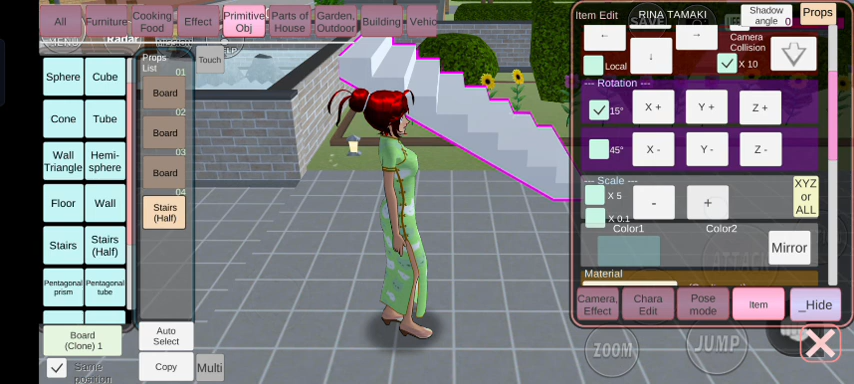 All
Furniture
Cooking
Food
Effect
Primitive
Obj
Parts of
House
Garden,
Outdoor
Building
Vehic
MENU
Radar
Props
List
Touch
Sphere
Cube
Cone
Tube
Wall
Triangle
Hemi-
sphere
Floor
Wall
Stairs
Stairs
(Half)
Pentagonal
prism
Pentagonal
tube
01
Board
02
Board
03
Board
04
Stairs
(Half)
Board
(Clone) 1
Same
position
Auto
Select
Copy
Multi
Item Edit
RINA TAMAKI
Shadow
angle 0
Props
SAVE
←
→
↓
Local
Camera
Collision
X 10
--- Rotation ---
15°
X +
Y +
Z +
45°
X -
Y -
Z -
--- Scale ---
X 5
X 0.1
-
+
XYZ
or
ALL
Color1
Color2
Mirror
Material
ATTACK
Camera,
Effect
Chara
Edit
Pose
mode
Item
_Hide
ZOOM
JUMP